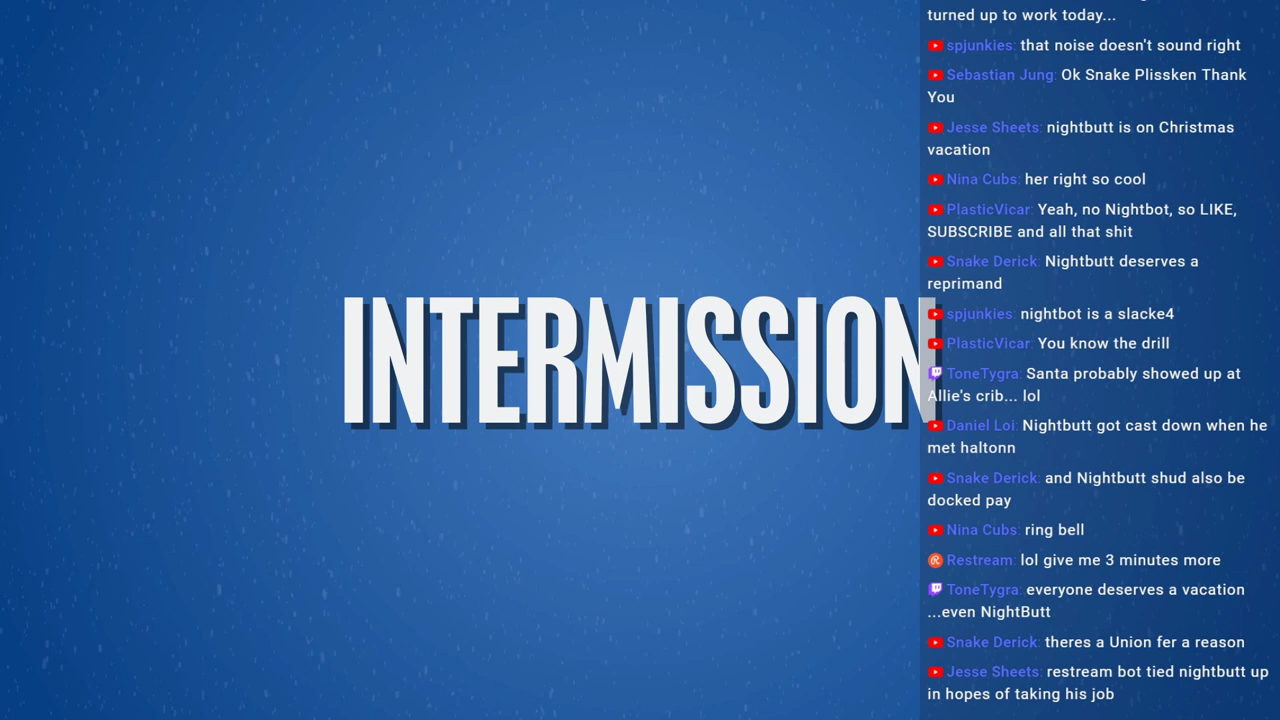 INTERMISSION
turned up to work today...
spjunkies: that noise doesn't sound right
Sebastian Jung: Ok Snake Plissken Thank
You
Jesse Sheets: nightbutt is on Christmas
vacation
Nina Cubs: her right so cool
PlasticVicar: Yeah, no Nightbot, so LIKE,
SUBSCRIBE and all that shit
Snake Derick: Nightbutt deserves a
reprimand
spjunkies: nightbot is a slacke4
PlasticVicar: You know the drill
ToneTygra: Santa probably showed up at
Allie's crib... lol
Daniel Loi: Nightbutt got cast down when he
met haltonn
Snake Derick: and Nightbutt shud also be
docked pay
Nina Cubs: ring bell
Restream: lol give me 3 minutes more
ToneTygra: everyone deserves a vacation
...even NightButt
Snake Derick: theres a Union fer a reason
Jesse Sheets: restream bot tied nightbutt up
in hopes of taking his job